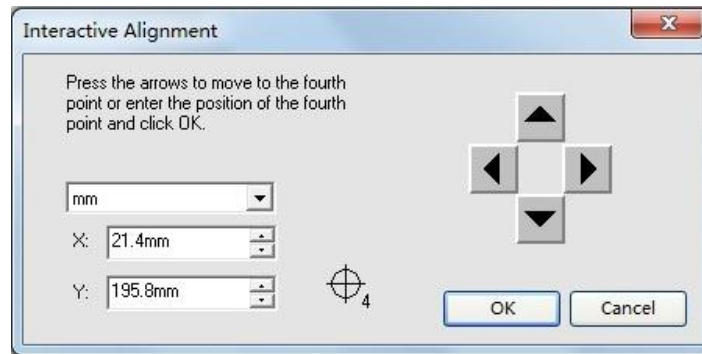 Interactive Alignment
Press the arrows to move to the fourth
point or enter the position of the fourth
point and click OK.
mm
X: 21.4mm
Y: 195.8mm
4
OK Cancel